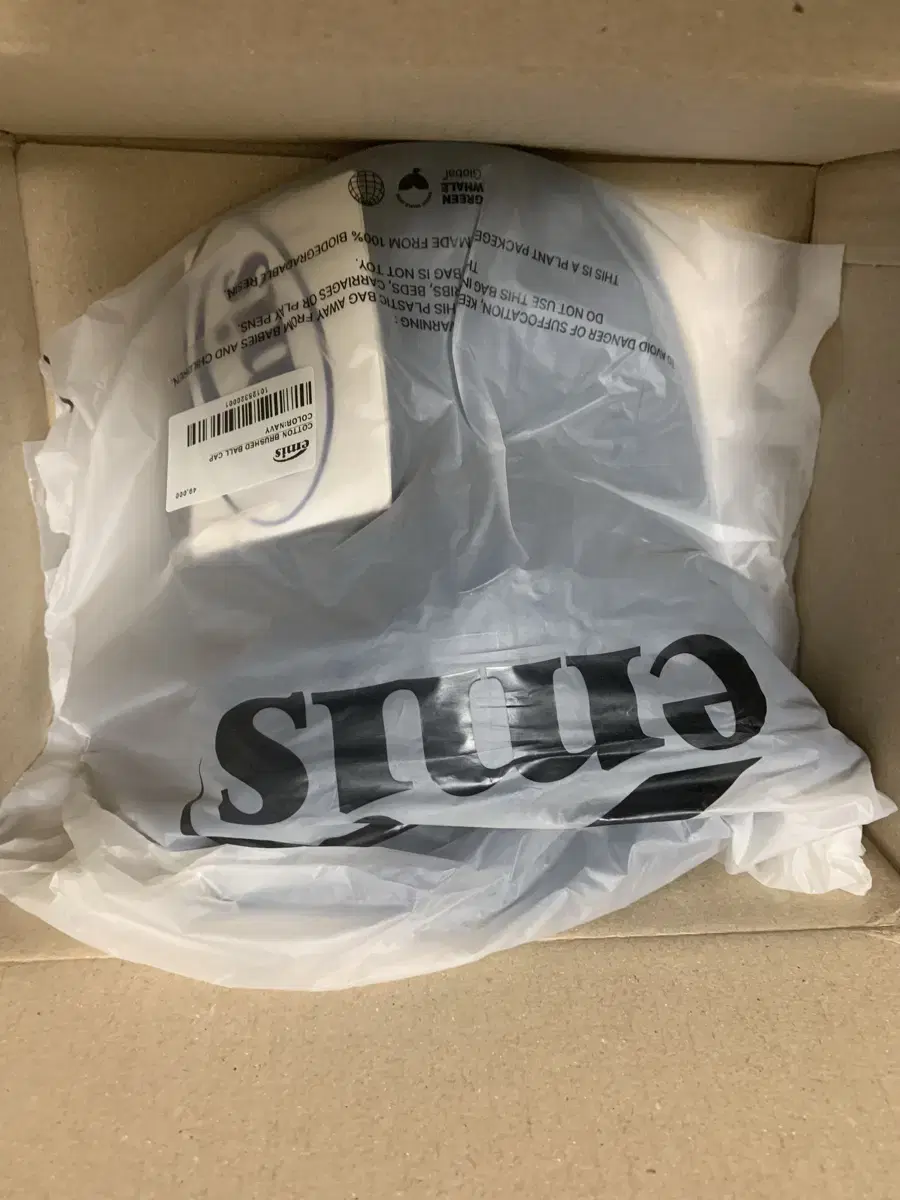 emis
emis
COTTON BRUSHED BALL CAP
COLOR:NAVY
49,000
WARNING:
TO AVOID DANGER OF SUFFOCATION, KEEP THIS PLASTIC BAG AWAY FROM BABIES AND CHILDREN.
DO NOT USE THIS BAG IN CRIBS, BEDS, CARRIAGES OR PLAY PENS.
THIS BAG IS NOT TOY.
THIS IS A PLANT PACKEGE MADE FROM 100% BIODEGRADABLE RESIN.
GREEN
WHALE
Global